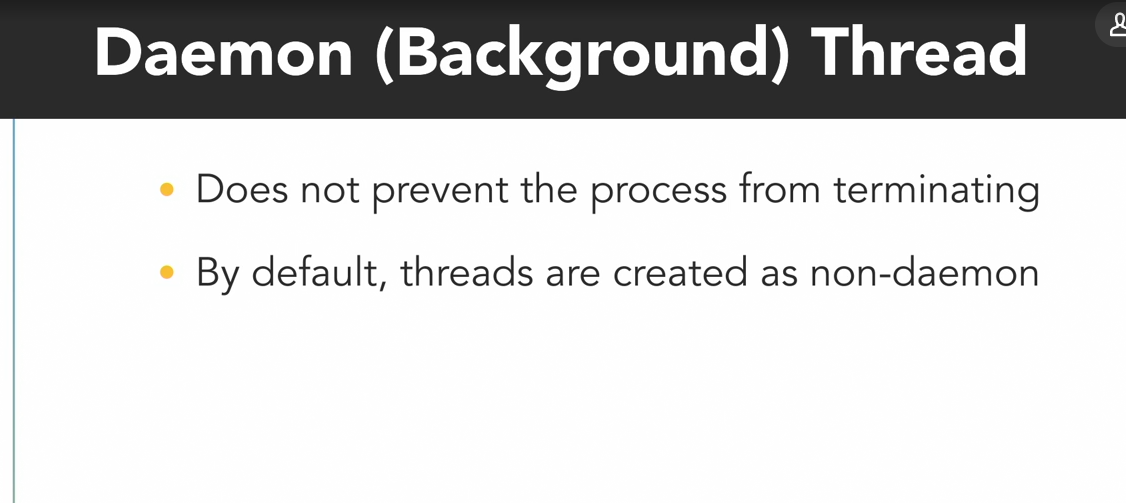 Daemon (Background) Thread
Does not prevent the process from terminating
By default, threads are created as non-daemon